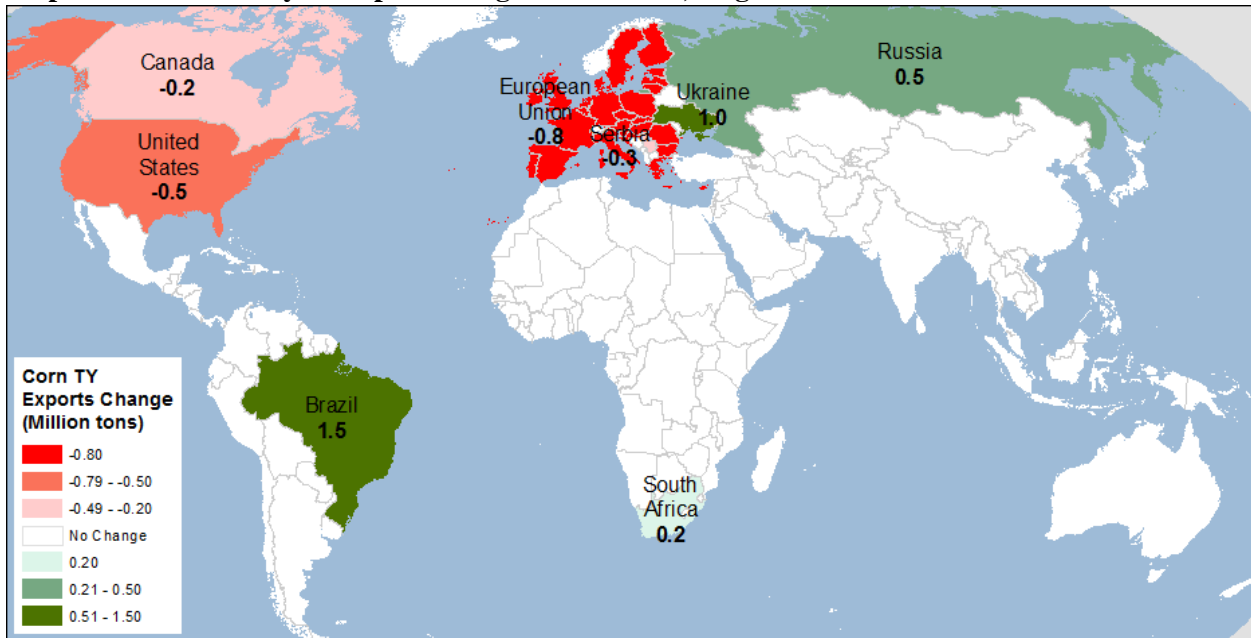 Canada
-0.2
United
States
-0.5
European
Union
-0.8
Serbia
-0.3
Ukraine
1.0
Russia
0.5
Brazil
1.5
South
Africa
0.2
Corn TY
Exports Change
(Million tons)
-0.80
-0.79 - -0.50
-0.49 - -0.20
No Change
0.20
0.21 - 0.50
0.51 - 1.50